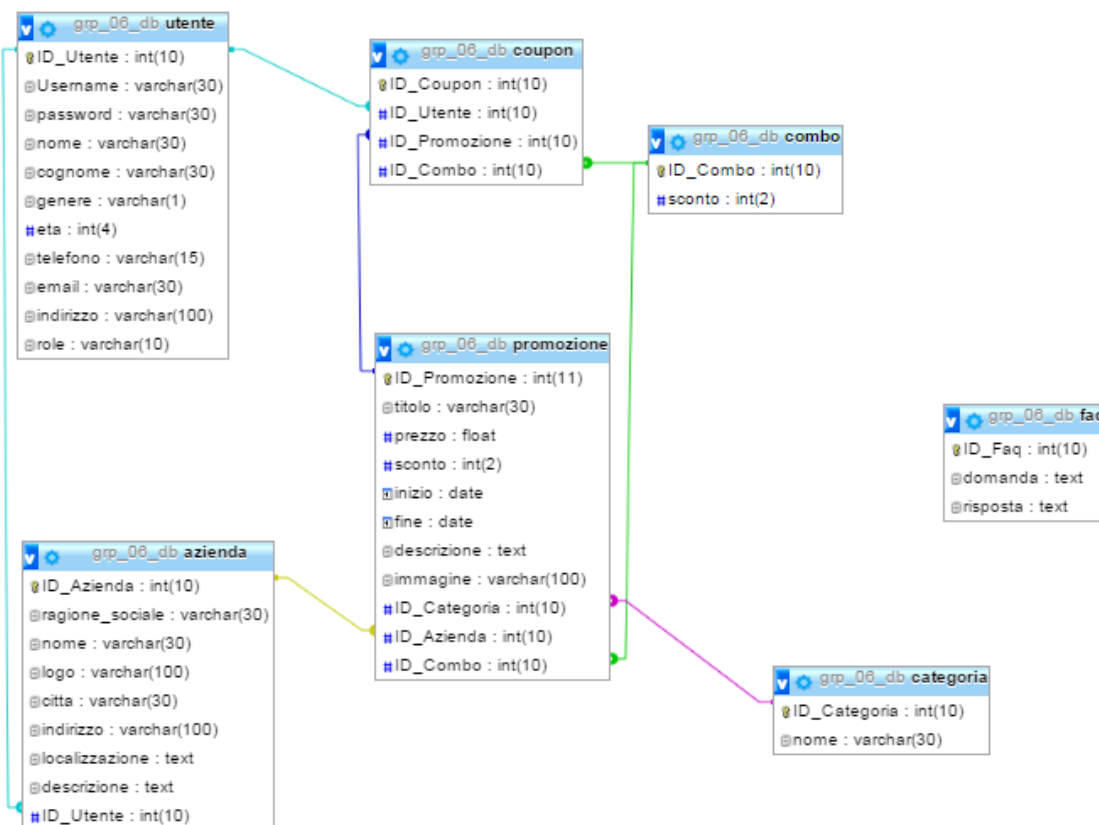 grp_06_db utente
ID_Utente : int(10)
Username : varchar(30)
password : varchar(30)
nome : varchar(30)
cognome : varchar(30)
genere : varchar(1)
eta : int(4)
telefono : varchar(15)
email : varchar(30)
indirizzo : varchar(100)
role : varchar(10)
grp_06_db coupon
ID_Coupon : int(10)
ID_Utente : int(10)
ID_Promozione : int(10)
ID_Combo : int(10)
grp_06_db combo
ID_Combo : int(10)
sconto : int(2)
grp_06_db promozione
ID_Promozione : int(11)
titolo : varchar(30)
prezzo : float
sconto : int(2)
inizio : date
fine : date
descrizione : text
immagine : varchar(100)
ID_Categoria : int(10)
ID_Azienda : int(10)
ID_Combo : int(10)
grp_06_db
ID_Faq : int(10)
domanda : text
risposta : text
grp_06_db azienda
ID_Azienda : int(10)
ragione_sociale : varchar(30)
nome : varchar(30)
logo : varchar(100)
citta : varchar(30)
indirizzo : varchar(100)
localizzazione : text
descrizione : text
ID_Utente : int(10)
grp_06_db categoria
ID_Categoria : int(10)
nome : varchar(30)